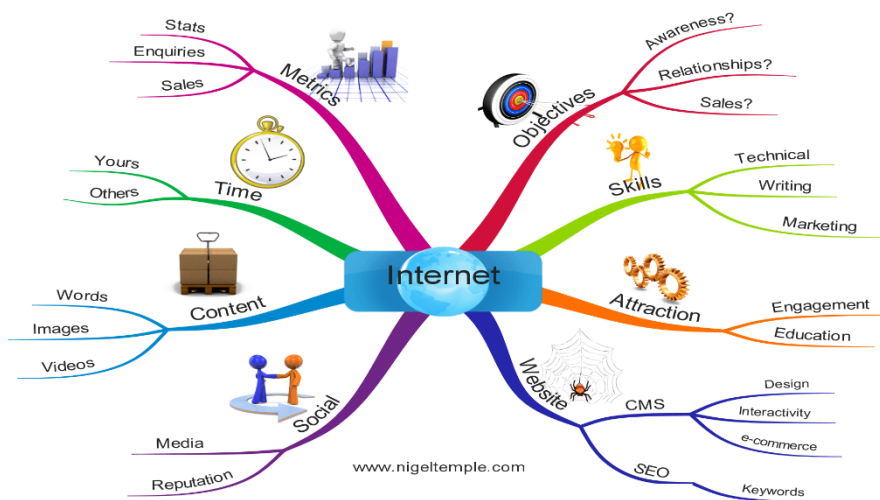 Internet
Objectives
Awareness?
Relationships?
Sales?
Skills
Technical
Writing
Marketing
Attraction
Engagement
Education
Website
CMS
Design
Interactivity
e-commerce
SEO
Keywords
Social
Media
Reputation
Content
Words
Images
Videos
Time
Yours
Others
Metrics
Stats
Enquiries
Sales
www.nigeltemple.com